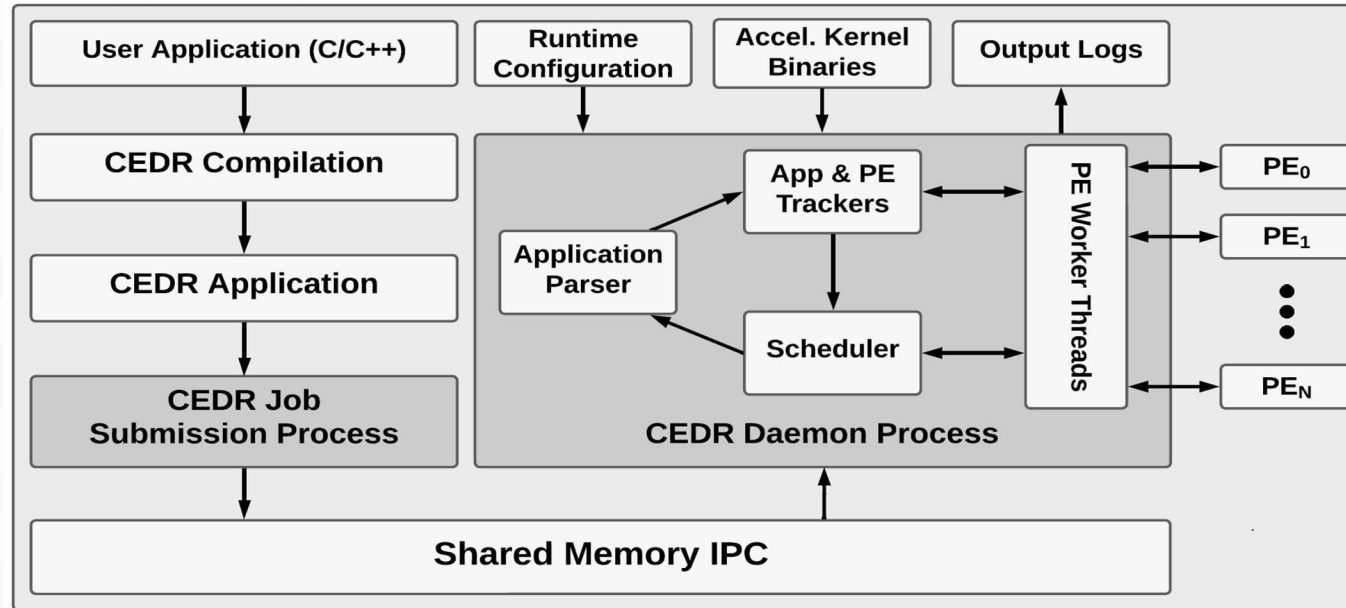 User Application (C/C++)
Runtime
Configuration
Accel. Kernel
Binaries
Output Logs
CEDR Compilation
CEDR Application
CEDR Job
Submission Process
App & PE
Trackers
Application
Parser
Scheduler
PE Worker Threads
CEDR Daemon Process
PE₀
PE₁
PE_N
Shared Memory IPC